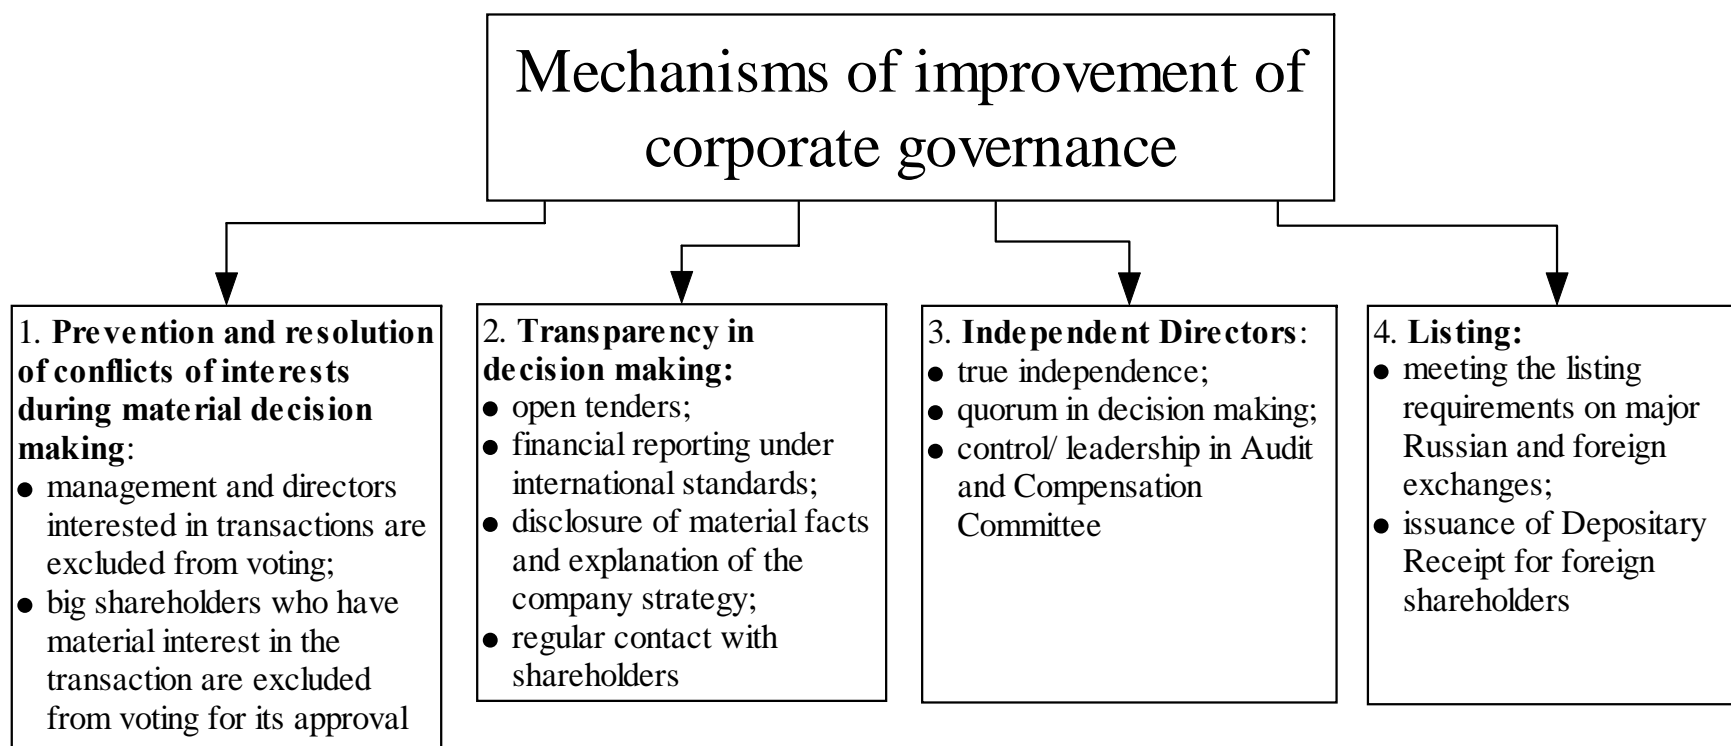 Mechanisms of improvement of
corporate governance
1. Prevention and resolution
of conflicts of interests
during material decision
making:
● management and directors
interested in transactions are
excluded from voting;
● big shareholders who have
material interest in the
transaction are excluded
from voting for its approval
2. Transparency in
decision making:
● open tenders;
● financial reporting under
international standards;
● disclosure of material facts
and explanation of the
company strategy;
● regular contact with
shareholders
3. Independent Directors:
● true independence;
● quorum in decision making;
● control/ leadership in Audit
and Compensation
Committee
4. Listing:
● meeting the listing
requirements on major
Russian and foreign
exchanges;
● issuance of Depositary
Receipt for foreign
shareholders